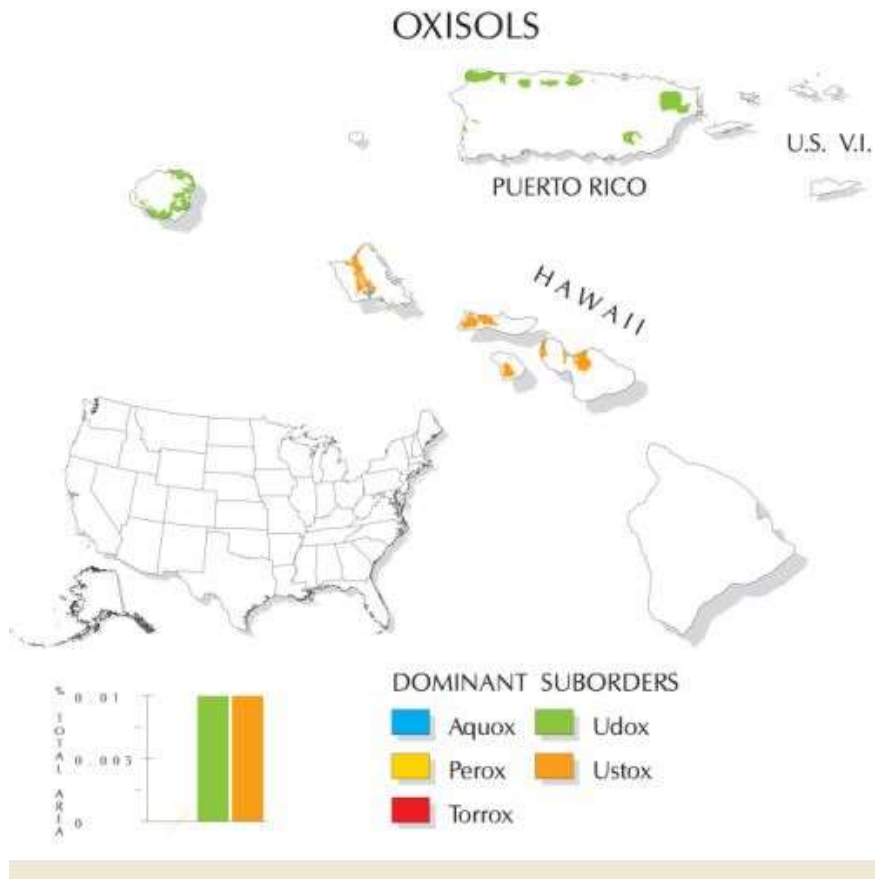 OXISOLS
U.S. V.I.
PUERTO RICO
HAWAII
DOMINANT SUBORDERS
% TOTAL AREA
0.01
0.005
0
Aquox
Udox
Perox
Ustox
Torrox